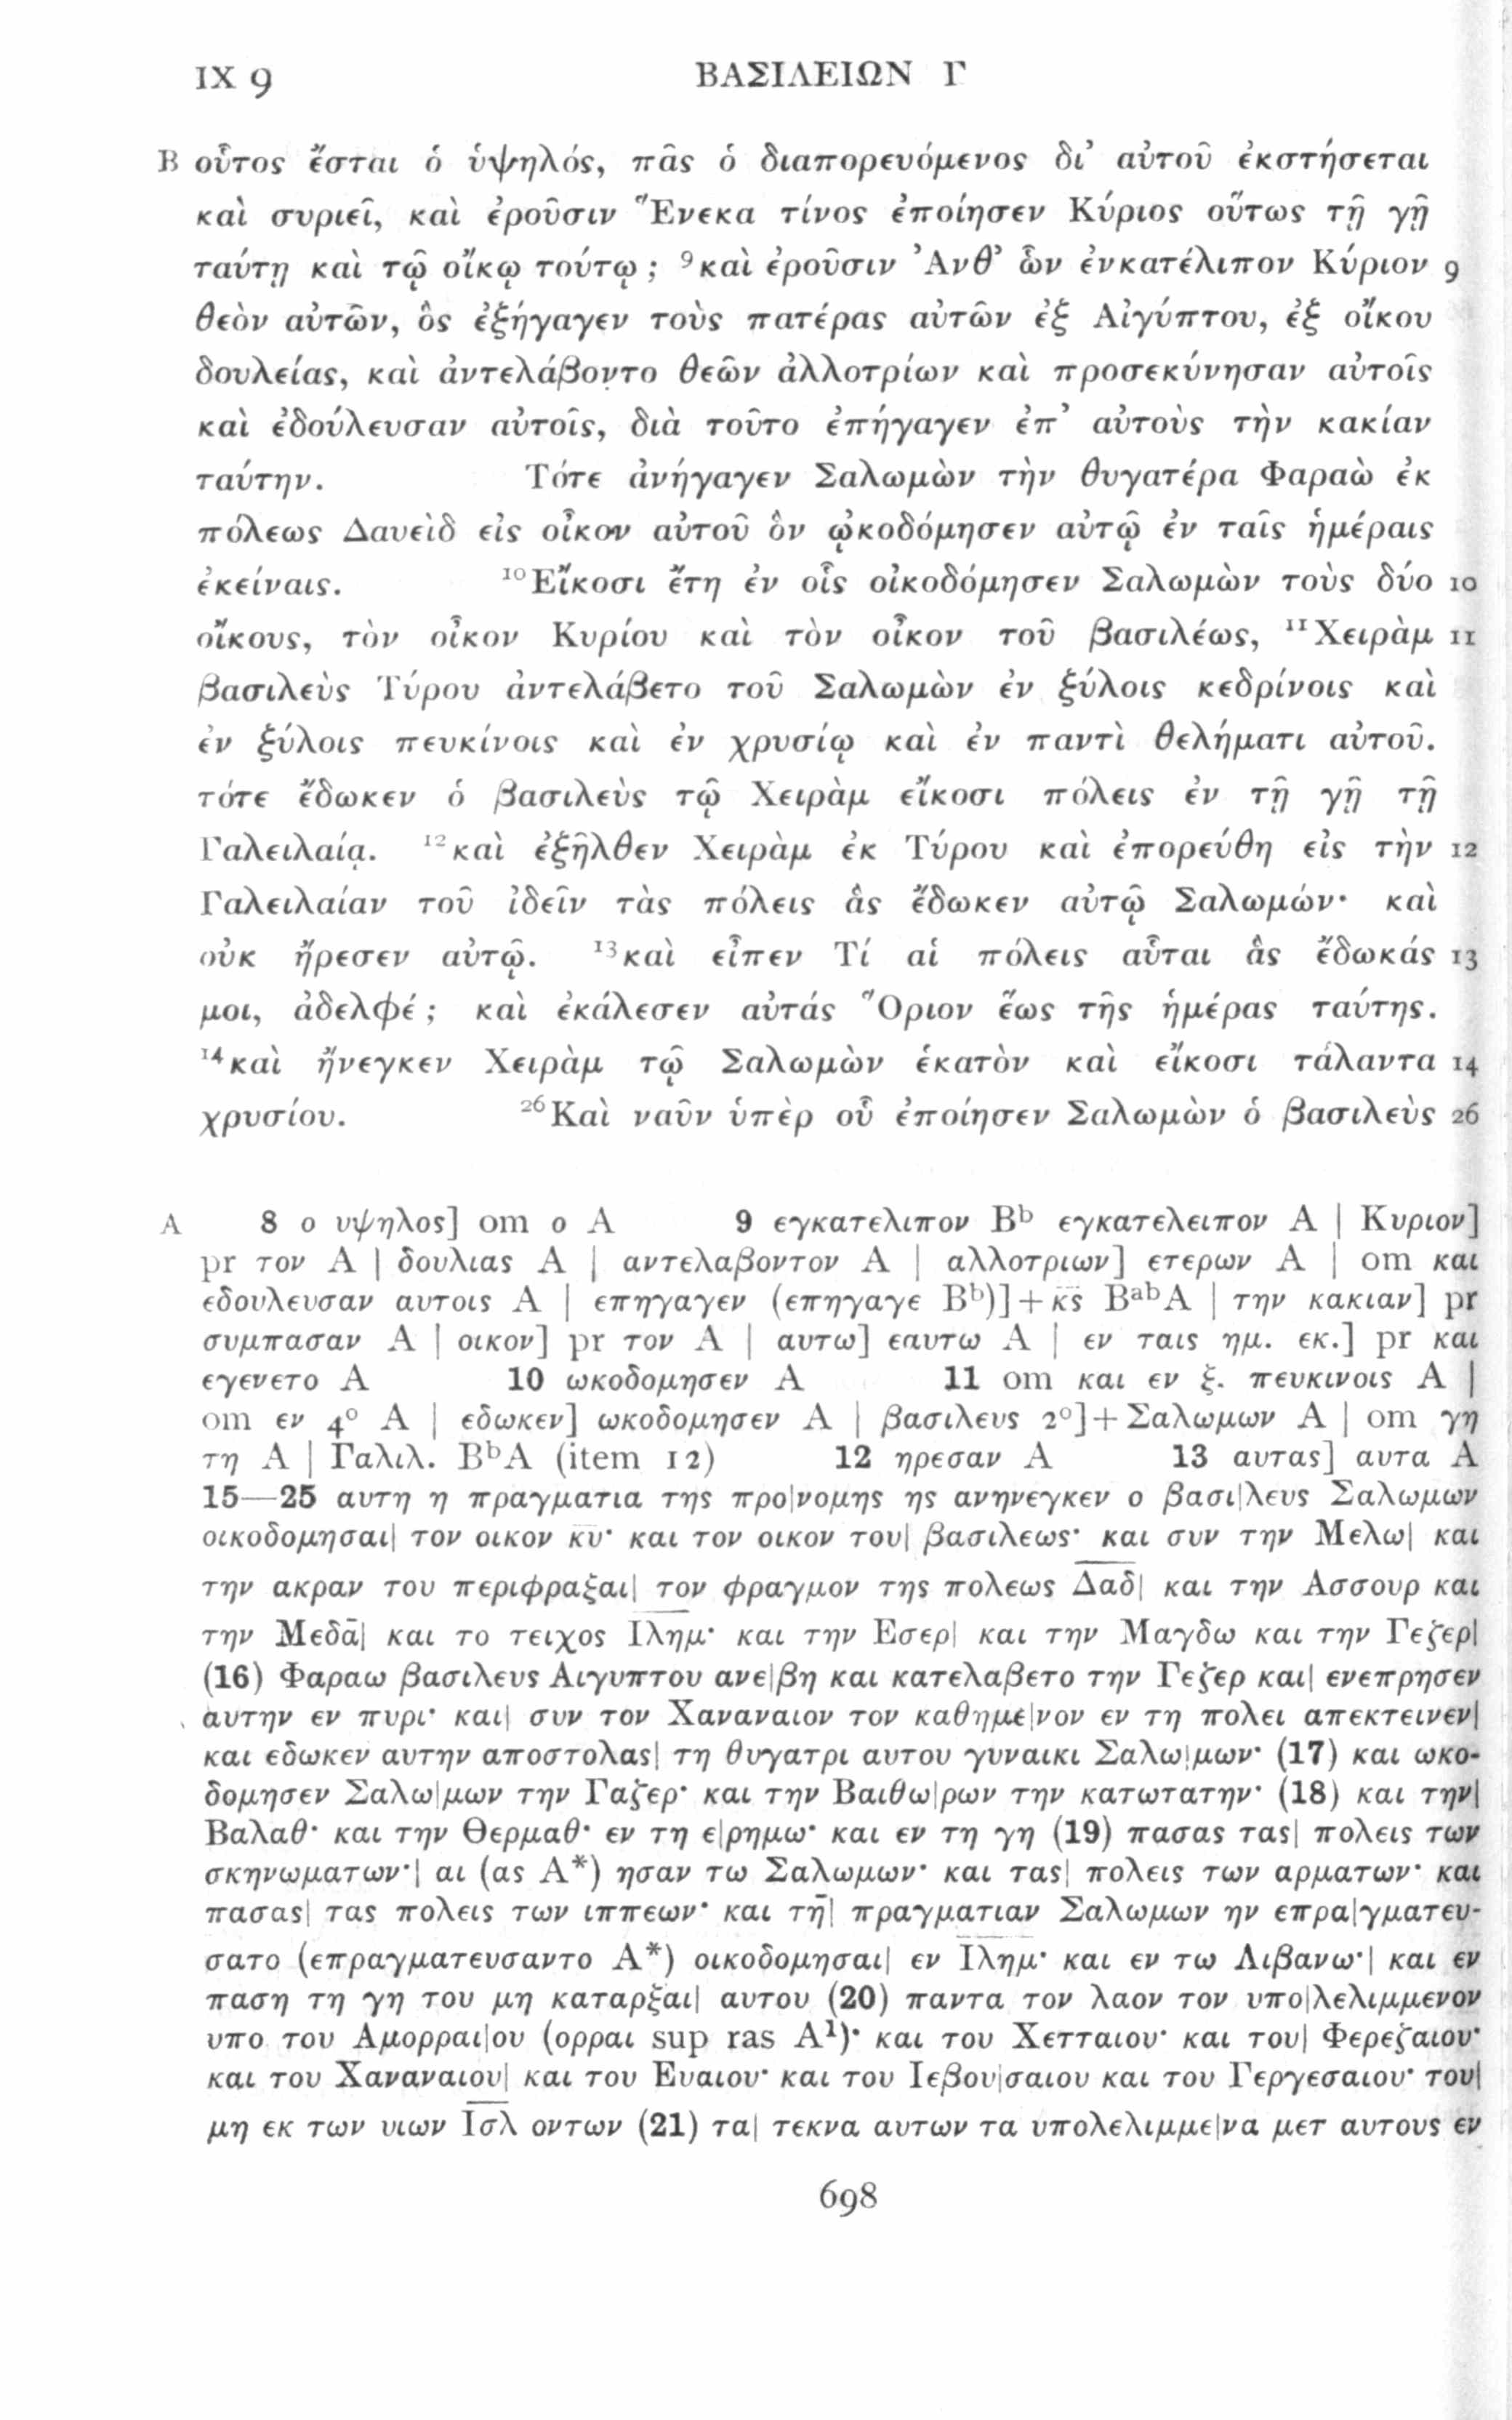 IX 9 ΒΑΣΙΛΕΙΩΝ Γ
B οὗτος ἔσται ὁ ὑψηλός, πᾶς ὁ διαπορευόμενος δι’ αὐτοῦ ἐκστήσεται
καὶ συριεῖ, καὶ ἐροῦσιν Ἕνεκα τίνος ἐποίησεν Κύριος οὕτως τῇ γῇ
ταύτῃ καὶ τῷ οἴκῳ τούτῳ; ⁹καὶ ἐροῦσιν Ἀνθ’ ὧν ἐνκατέλιπον Κύριον 9
θεὸν αὐτῶν, ὃς ἐξήγαγεν τοὺς πατέρας αὐτῶν ἐξ Αἰγύπτου, ἐξ οἴκου
δουλείας, καὶ ἀντελάβοντο θεῶν ἀλλοτρίων καὶ προσεκύνησαν αὐτοῖς
καὶ ἐδούλευσαν αὐτοῖς, διὰ τοῦτο ἐπήγαγεν ἐπ’ αὐτοὺς τὴν κακίαν
ταύτην. Τότε ἀνήγαγεν Σαλωμὼν τὴν θυγατέρα Φαραὼ ἐκ
πόλεως Δαυεὶδ εἰς οἶκον αὐτοῦ ὃν ᾠκοδόμησεν αὐτῷ ἐν ταῖς ἡμέραις
ἐκείναις. ¹⁰Εἴκοσι ἔτη ἐν οἷς οἰκοδόμησεν Σαλωμὼν τοὺς δύο 10
οἴκους, τὸν οἶκον Κυρίου καὶ τὸν οἶκον τοῦ βασιλέως, ¹¹Χειρὰμ 11
βασιλεὺς Τύρου ἀντελάβετο τοῦ Σαλωμὼν ἐν ξύλοις κεδρίνοις καὶ
ἐν ξύλοις πευκίνοις καὶ ἐν χρυσίῳ καὶ ἐν παντὶ θελήματι αὐτοῦ.
τότε ἔδωκεν ὁ βασιλεὺς τῷ Χειρὰμ εἴκοσι πόλεις ἐν τῇ γῇ τῇ
Γαλειλαίᾳ. ¹²καὶ ἐξῆλθεν Χειρὰμ ἐκ Τύρου καὶ ἐπορεύθη εἰς τὴν 12
Γαλειλαίαν τοῦ ἰδεῖν τὰς πόλεις ἃς ἔδωκεν αὐτῷ Σαλωμών· καὶ
οὐκ ἤρεσεν αὐτῷ. ¹³καὶ εἶπεν Τί αἱ πόλεις αὗται ἃς ἔδωκάς 13
μοι, ἀδελφέ; καὶ ἐκάλεσεν αὐτάς Ὅριον ἕως τῆς ἡμέρας ταύτης.
¹⁴καὶ ἤνεγκεν Χειρὰμ τῷ Σαλωμὼν ἑκατὸν καὶ εἴκοσι τάλαντα 14
χρυσίου. ²⁶Καὶ ναῦν ὑπὲρ οὗ ἐποίησεν Σαλωμὼν ὁ βασιλεὺς 26
A 8 ο υψηλος] om ο A 9 εγκατελιπον Bᵇ εγκατελειπον A | Κυριον]
pr τον A | δουλιας A | αντελαβοντον A | αλλοτριων] ετερων A | om και
εδουλευσαν αυτοις A | επηγαγεν (επηγαγε Bᵇ)]+κ̅ς̅ BᵃᵇA | την κακιαν] pr
συμπασαν A | οικον] pr τον A | αυτω] εαυτω A | εν ταις ημ. εκ.] pr και
εγενετο A 10 ωκοδομησεν A 11 om και εν ξ. πευκινοις A |
om εν 4° A | εδωκεν] ωκοδομησεν A | βασιλευς 2°]+Σαλωμων A | om γη
τη A | Γαλιλ. BᵇA (item 12) 12 ηρεσαν A 13 αυτας] αυτα A
15—25 αυτη η πραγματια της προ|νομης ης ανηνεγκεν ο βασι|λευς Σαλωμων
οικοδομησαι| τον οικον κ̅υ̅· και τον οικον του| βασιλεως· και συν την Μελω| και
την ακραν του περιφραξαι| τον φραγμον της πολεως Δ̅α̅δ̅| και την Ασσουρ και
την Μεδα̅| και το τειχος Ι̅λ̅η̅μ̅· και την Εσερ| και την Μαγδω και την Γεζερ|
(16) Φαραω βασιλευς Αιγυπτου ανε|βη και κατελαβετο την Γεζερ και| ενεπρησεν
αυτην εν πυρι· και| συν τον Χαναναιον τον καθημε|νον εν τη πολει απεκτεινεν|
και εδωκεν αυτην αποστολας| τη θυγατρι αυτου γυναικι Σαλω|μων· (17) και ωκο-
δομησεν Σαλω|μων την Γαζερ· και την Βαιθω|ρων την κατωτατην· (18) και την|
Βαλαθ· και την Θερμαθ· εν τη ε|ρημω· και εν τη γη (19) πασας τας| πολεις των
σκηνωματων·| αι (ας A*) ησαν τω Σαλωμων· και τας| πολεις των αρματων· και
πασας| τας πολεις των ιππεων· και τη̅| πραγματιαν Σαλωμων ην επρα|γματευ-
σατο (επραγματευσαντο A*) οικοδομησαι| εν Ι̅λ̅η̅μ̅· και εν τω Λιβανω·| και εν
παση τη γη του μη καταρξαι| αυτου (20) παντα τον λαον τον υπο|λελιμμενον
υπο του Αμορραι|ου (ορραι sup ras A¹)· και του Χετταιου· και του| Φερεζαιου·
και του Χαναναιου| και του Ευαιου· και του Ιεβου|σαιου και του Γεργεσαιου· του|
μη εκ των υιων Ι̅σ̅λ̅ οντων (21) τα| τεκνα αυτων τα υπολελιμμε|να μετ αυτους εν
698